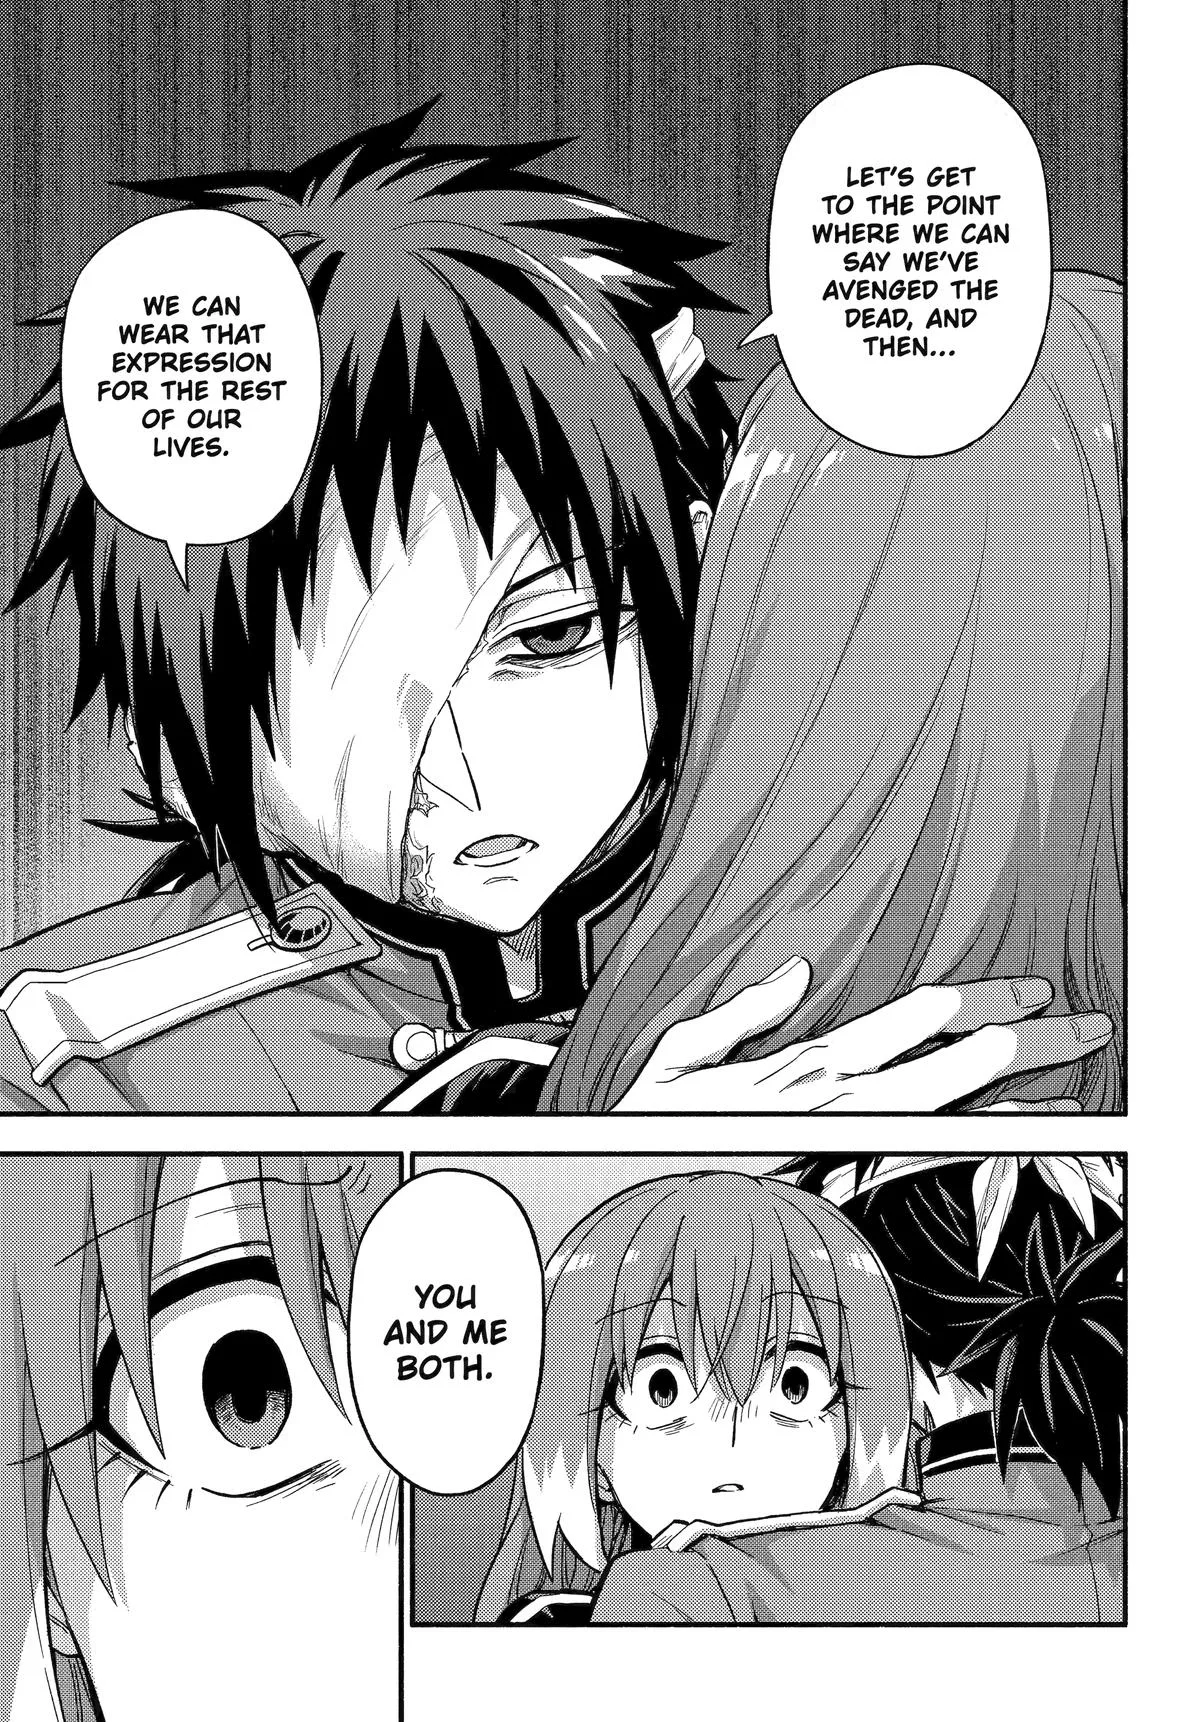 LET'S GET
TO THE POINT
WHERE WE CAN
SAY WE'VE
AVENGED THE
DEAD, AND
THEN...
WE CAN
WEAR THAT
EXPRESSION
FOR THE REST
OF OUR
LIVES.
YOU
AND ME
BOTH.